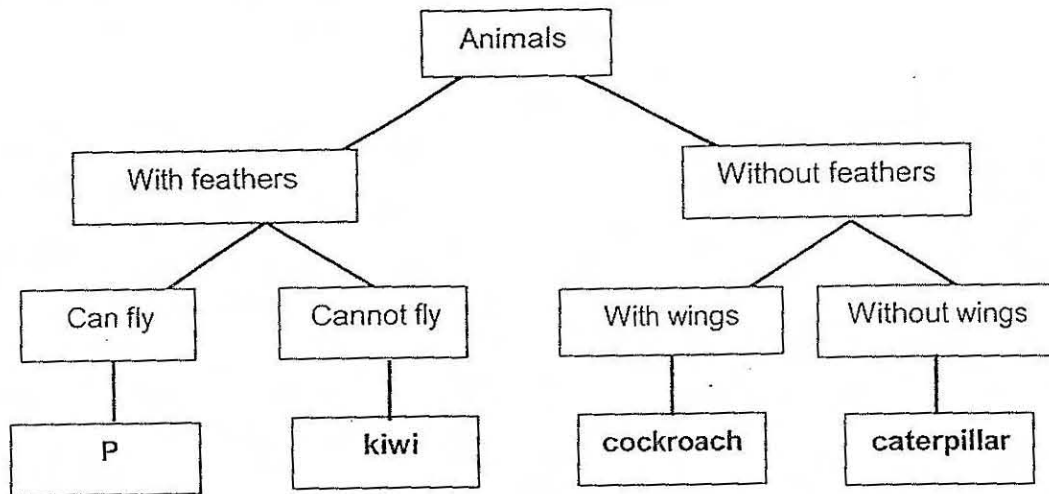 Animals
With feathers
Without feathers
Can fly
Cannot fly
With wings
Without wings
P
kiwi
cockroach
caterpillar